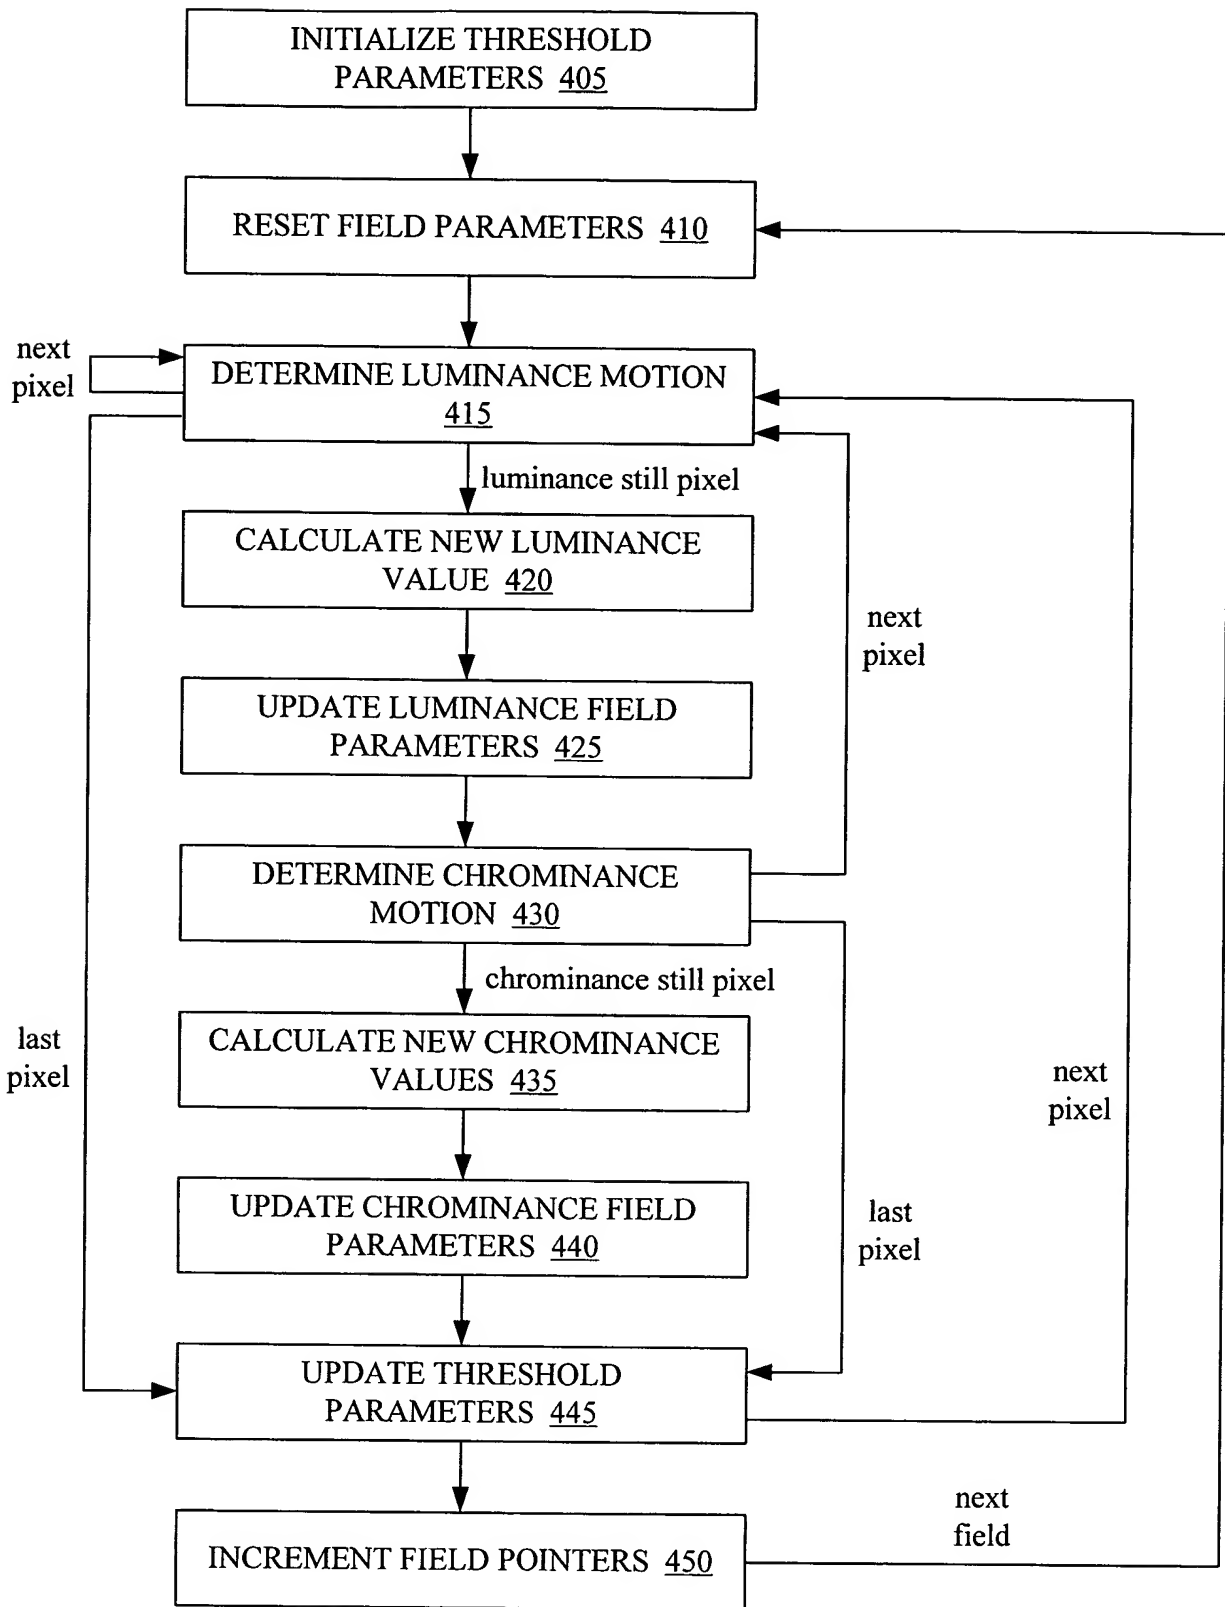 INITIALIZE THRESHOLD
PARAMETERS 405
RESET FIELD PARAMETERS 410
next
pixel
DETERMINE LUMINANCE MOTION
415
luminance still pixel
CALCULATE NEW LUMINANCE
VALUE 420
next
pixel
UPDATE LUMINANCE FIELD
PARAMETERS 425
DETERMINE CHROMINANCE
MOTION 430
chrominance still pixel
last
pixel
CALCULATE NEW CHROMINANCE
VALUES 435
next
pixel
UPDATE CHROMINANCE FIELD
PARAMETERS 440
last
pixel
UPDATE THRESHOLD
PARAMETERS 445
next
field
INCREMENT FIELD POINTERS 450